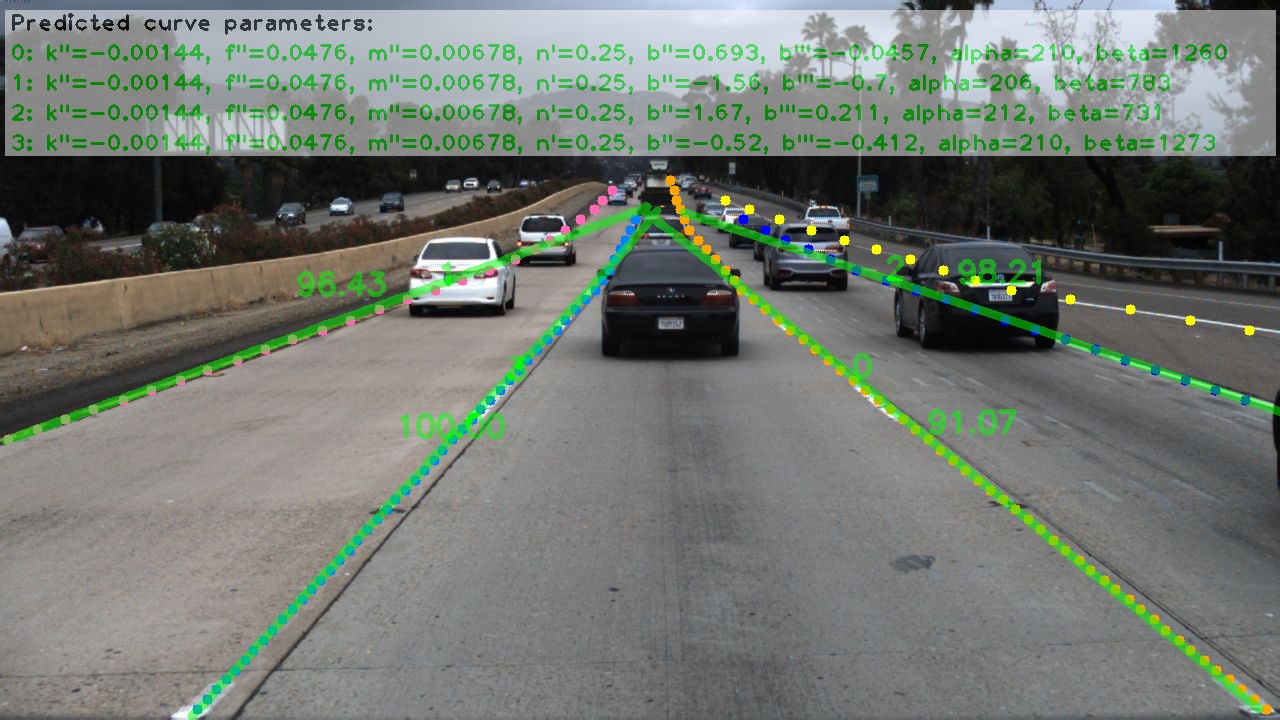 Predicted curve parameters:
0: k''=-0.00144, f''=0.0476, m''=0.00678, n'=0.25, b''=0.693, b'''=-0.0457, alpha=210, beta=1260
1: k''=-0.00144, f''=0.0476, m''=0.00678, n'=0.25, b''=-1.56, b'''=-0.7, alpha=206, beta=783
2: k''=-0.00144, f''=0.0476, m''=0.00678, n'=0.25, b''=1.67, b'''=0.211, alpha=212, beta=731
3: k''=-0.00144, f''=0.0476, m''=0.00678, n'=0.25, b''=-0.52, b'''=-0.412, alpha=210, beta=1273
1
2
98.21
96.43
3
0
100.00
91.07